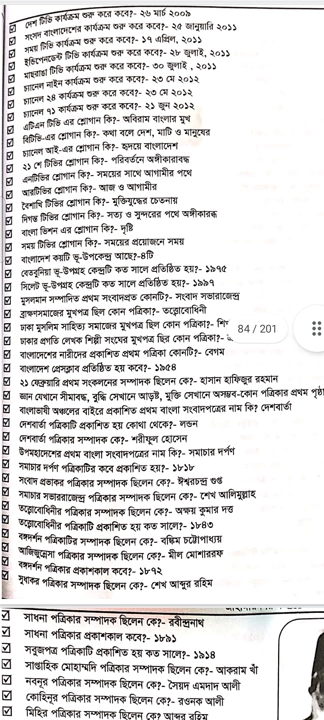 দেশ টিভি কার্যক্রম শুরু করে কবে?- ২৬ মার্চ ২০০৯
সংসদ বাংলাদেশের কার্যক্রম শুরু করে কবে?- ২৫ জানুয়ারি ২০১১
সময় টিভি কার্যক্রম শুরু করে কবে?- ১৭ এপ্রিল, ২০১১
ইন্ডিপেনডেন্ট টিভি কার্যক্রম শুরু করে কবে?- ২৮ জুলাই, ২০১১
মাছরাঙা টিভি কার্যক্রম শুরু করে কবে?- ৩০ জুলাই , ২০১১
চ্যানেল নাইন কার্যক্রম শুরু করে কবে?- ২৩ মে ২০১২
চ্যানেল ২৪ কার্যক্রম শুরু করে কবে?- ২৩ মে ২০১২
চ্যানেল ৭১ কার্যক্রম শুরু করে কবে?- ২১ জুন ২০১২
এটিএন টিভি এর শ্লোগান কি?- অবিরাম বাংলার মুখ
বিটিভি-এর শ্লোগান কি?- কথা বলে দেশ, মাটি ও মানুষের
চ্যানেল আই-এর শ্লোগান কি?- হৃদয়ে বাংলাদেশ
২১ শে টিভির শ্লোগান কি?- পরিবর্তনে অঙ্গীকারাবদ্ধ
এনটিভির শ্লোগান কি?- সময়ের সাথে আগামীর পথে
আরটিভির শ্লোগান কি?- আজ ও আগামীর
বৈশাখি টিভির শ্লোগান কি?- মুক্তিযুদ্ধের চেতনায়
দিগন্ত টিভির শ্লোগান কি?- সত্য ও সুন্দরের পথে অঙ্গীকারদ্ধ
বাংলা ভিশন এর শ্লোগান কি?- দৃষ্টি
সময় টিভির শ্লোগান কি?- সময়ের প্রয়োজনে সময়
বাংলাদেশ কয়টি ভূ-উপকেন্দ্র আছে?-৪টি
বেতবুনিয়া ভূ-উপগ্রহ কেন্দ্রটি কত সালে প্রতিষ্ঠিত হয়?- ১৯৭৫
সিলেট ভূ-উপগ্রহ কেন্দ্রটি কত সালে প্রতিষ্ঠিত হয়?- ১৯৯৭
মুসলমান সম্পাদিত প্রথম সংবাদপ্রত কোনটি?- সংবাদ সভারাজেন্দ্র
ব্রাহ্মণসমাজের মুখপত্র ছিল কোন পত্রিকা?- তত্ত্বোবোধিনী
ঢাকা মুসলিম সাহিত্য সমাজের মুখপত্র ছিল কোন পত্রিকা?-
ঢাকার প্রগতি লেখক শিল্পী সংঘের মুখপত্র ছির কোন পত্রিকা?-
84 / 201
বাংলাদেশের নারীদের প্রকাশিত প্রথম পত্রিকা কোনটি?- বেগম
বাংলাদেশ প্রেসক্লাব প্রতিষ্ঠিত হয় কবে?- ১৯৫৪
২১ ফেব্রুয়ারি প্রথম সংকলনের সম্পাদক ছিলেন কে?- হাসান হাফিজুর রহমান
জ্ঞান যেখানে সীমাবদ্ধ, বুদ্ধি সেখানে আড়ষ্ট, মুক্তি সেখানে অসম্ভব-কোন পত্রিকার প্রথম পৃষ্ঠা
বাংলাভাষী অঞ্চলের বাইরে প্রকাশিত প্রথম বাংলা সংবাদপত্রের নাম কি? দেশবার্তা
দেশবার্তা পত্রিকাটি প্রকাশিত হয় কোথা থেকে?- লন্ডন
দেশবার্তা পত্রিকা সম্পাদক কে?- শরীফুল হোসেন
উপমহাদেশের প্রথম বাংলা সংবাদপত্রের নাম কি?- সমাচার দর্পণ
সমাচার দর্পণ পত্রিকাটির কবে প্রকাশিত হয়?- ১৮১৮
সংবাদ প্রভাকর পত্রিকার সম্পাদক ছিলেন কে?- ঈশ্বরচন্দ্র গুপ্ত
সমাচার সভাররাজেন্দ্র পত্রিকার সম্পাদক ছিলেন কে?- শেখ আলিমুল্লাহ
তত্ত্বোবোধিনীর পত্রিকার সম্পাদক ছিলেন কে?- অক্ষয় কুমার দত্ত
তত্ত্বোবোধিনীর পত্রিকাটি প্রকাশিত হয় কত সালে?- ১৮৪৩
বঙ্গদর্শন পত্রিকাটির সম্পাদক ছিলেন কে?- বঙ্কিম চট্টোপাধ্যায়
আজিজুন্নেসা পত্রিকার সম্পাদক ছিলেন কে?- মীল মোশাররফ
বঙ্গদর্শন পত্রিকার প্রকাশকাল কবে?- ১৮৭২
সুধাকর পত্রিকার সম্পাদক ছিলেন কে?- শেখ আব্দুর রহিম
সাধনা পত্রিকার সম্পাদক ছিলেন কে?- রবীন্দ্রনাথ
সাধনা পত্রিকার প্রকাশকাল কবে?- ১৮৯১
সবুজপত্র পত্রিকাটি প্রকাশিত হয় কত সালে?- ১৯১৪
সাপ্তাহিক মোহাম্মদি পত্রিকার সম্পাদক ছিলেন কে?- আকরাম খাঁ
নবনূর পত্রিকার সম্পাদক ছিলেন কে?- সৈয়দ এমদাদ আলী
কোহিনূর পত্রিকার সম্পাদক ছিলেন কে?- রওনক আলী
মিহির পত্রিকার সম্পাদক ছিলেন কে? আব্দুর রহিম